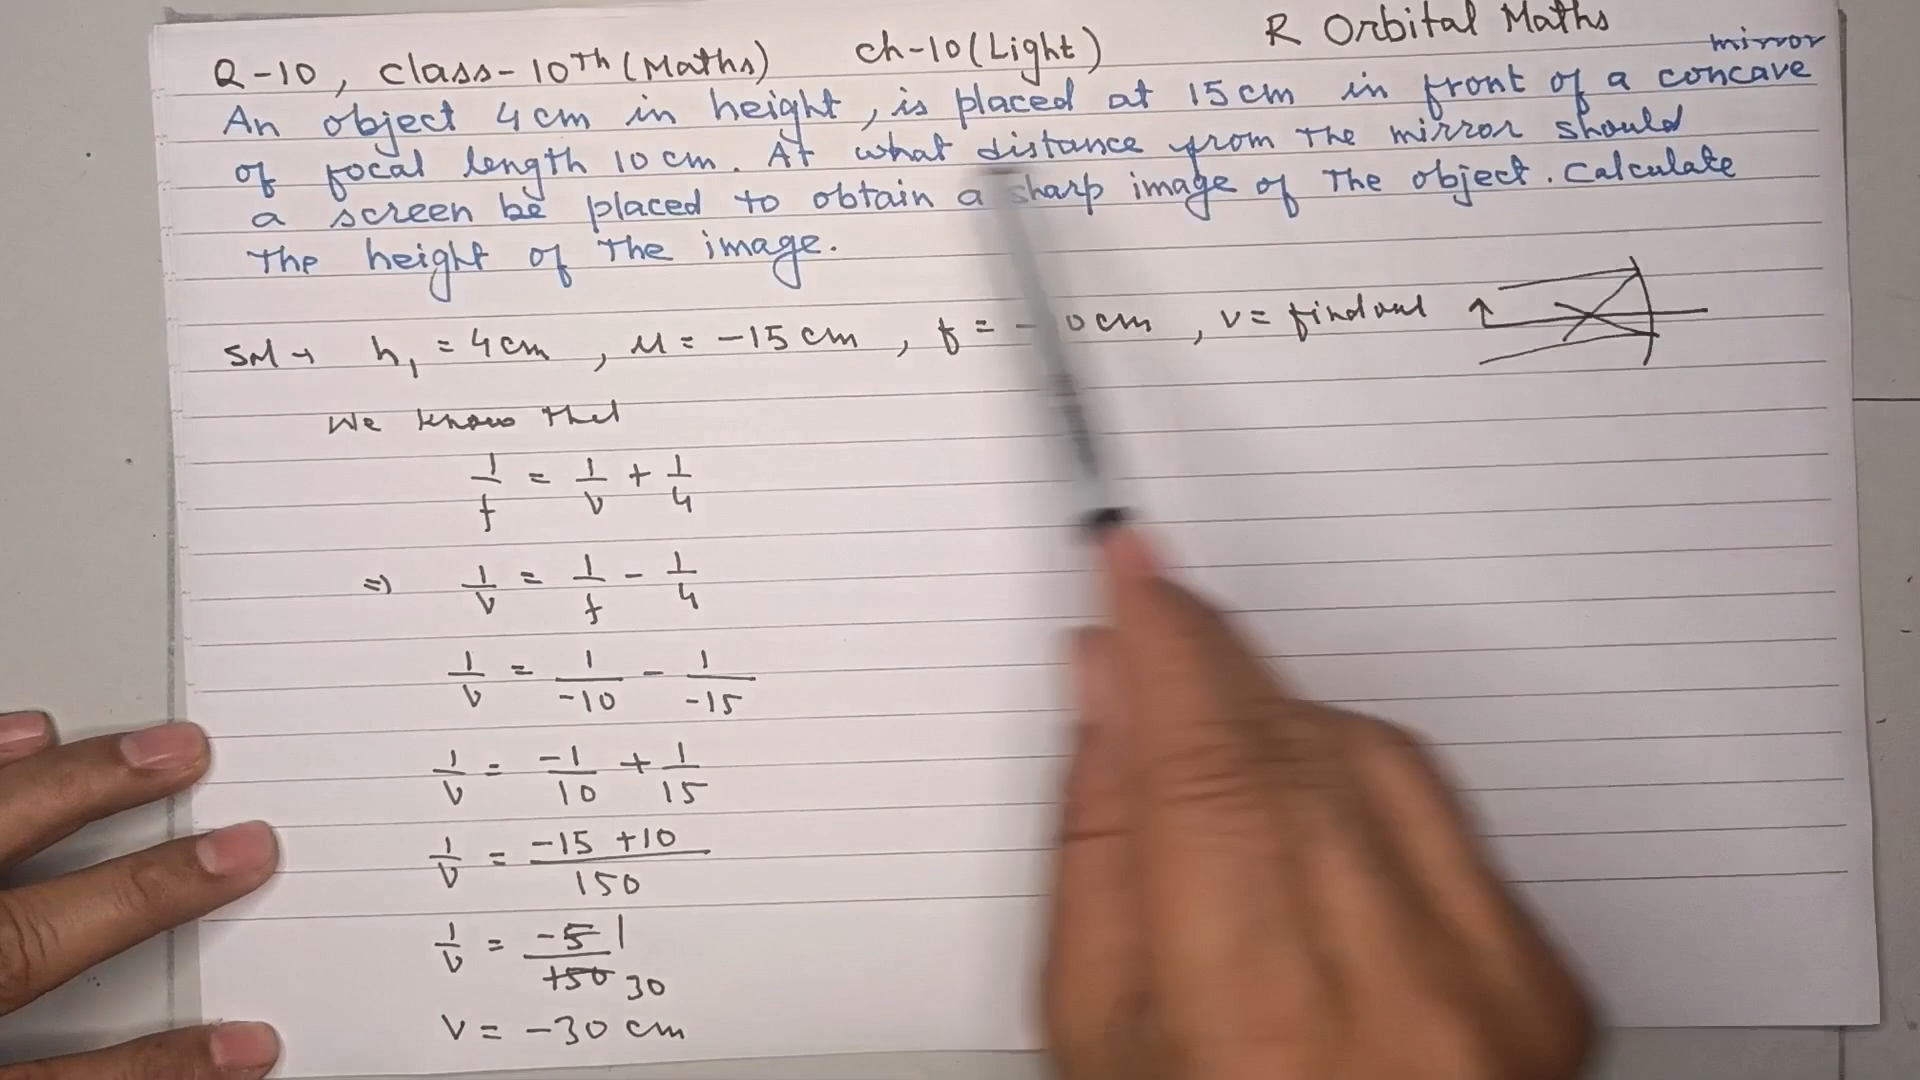 Q-10, class-10Th (Maths) ch-10 (Light) R Orbital Maths
An object 4 cm in height, is placed at 15 cm in front of a concave mirror
of focal length 10 cm. At what distance from The mirror should
a screen be placed to obtain a sharp image of The object. Calculate
The height of The image.
h₁ = 4 cm, u = -15 cm, f = - 0 cm, v = find out
We know that
1/f = 1/v + 1/u
=) 1/v = 1/f - 1/u
1/v = 1/-10 - 1/-15
1/v = -1/10 + 1/15
1/v = -15 +10/150
1/v = -5/150 1/30
v = -30 cm